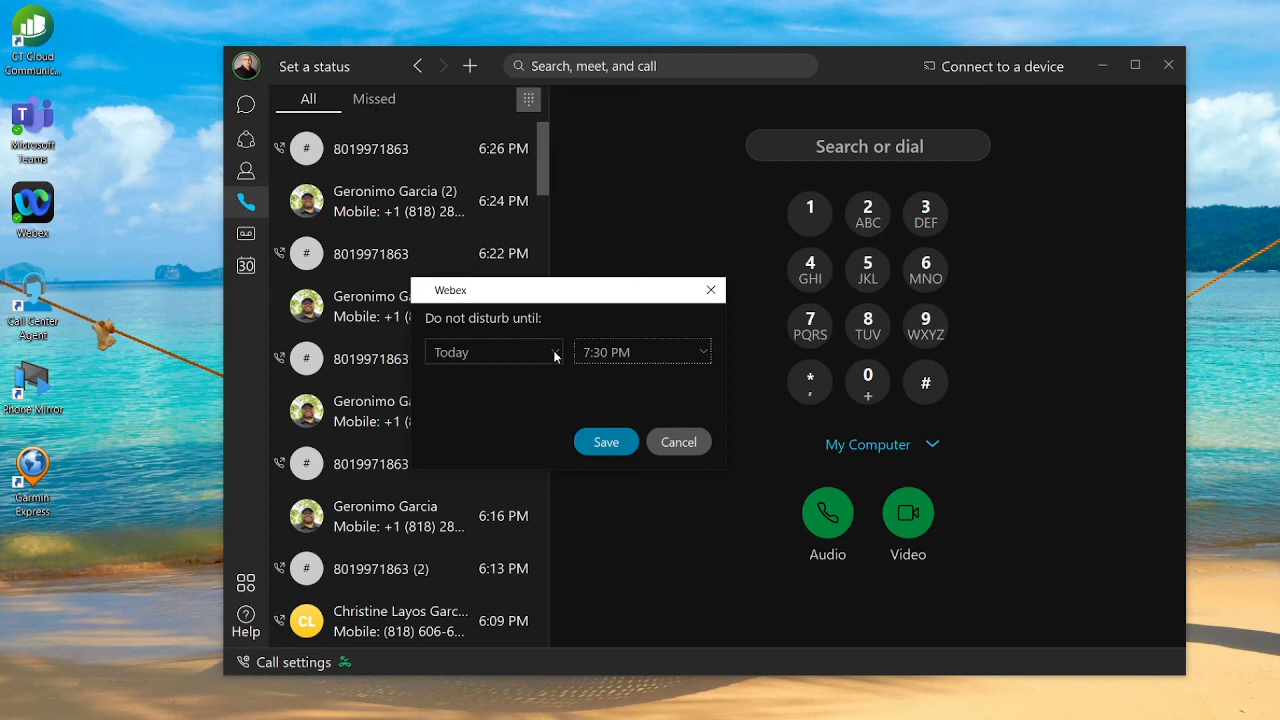 CT Cloud
Communic...
Microsoft
Teams
Webex
Call Center
Agent
Phone Mirror
Garmin
Express
Set a status
Search, meet, and call
Connect to a device
All
Missed
# 8019971863 6:26 PM
Geronimo Garcia (2)
Mobile: +1 (818) 28... 6:24 PM
# 8019971863 6:22 PM
Geronimo Ga
Mobile: +1 (
# 8019971863
Geronimo Ga
Mobile: +1 (
# 8019971863
Geronimo Garcia
Mobile: +1 (818) 28... 6:16 PM
# 8019971863 (2) 6:13 PM
CL Christine Layos Garc...
Mobile: (818) 606-6... 6:09 PM
30
Help
Call settings
Webex
Do not disturb until:
Today 7:30 PM
Save Cancel
Search or dial
1 2 3
ABC DEF
4 5 6
GHI JKL MNO
7 8 9
PQRS TUV WXYZ
* 0 #
, +
My Computer
Audio Video